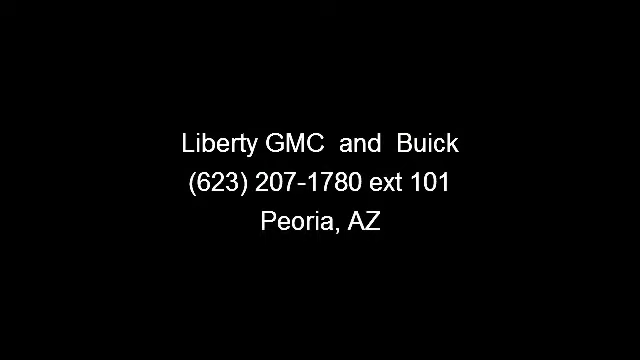 Liberty GMC  and  Buick
(623) 207-1780 ext 101
Peoria, AZ